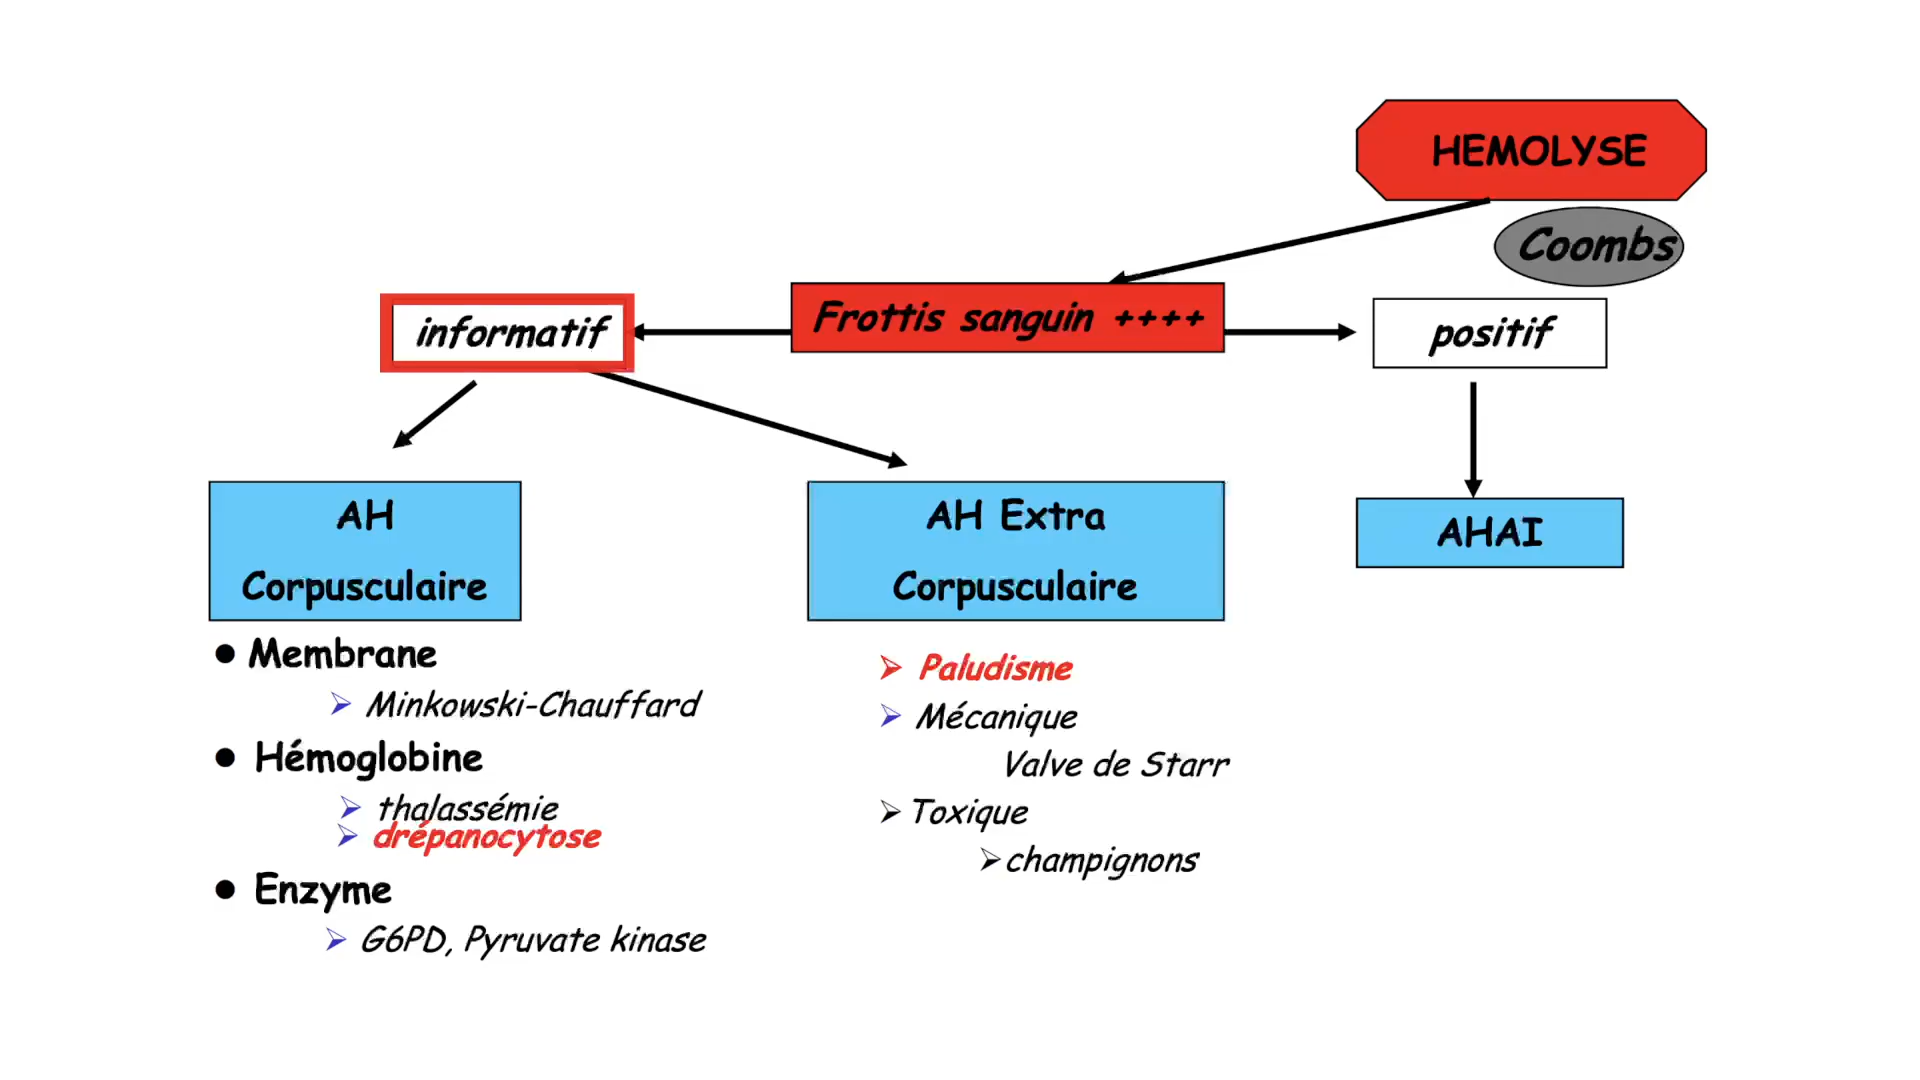 HEMOLYSE
Coombs
informatif
Frottis sanguin ++++
positif
AH
Corpusculaire
AH Extra
Corpusculaire
AHAI
● Membrane
➢ Minkowski-Chauffard
● Hémoglobine
➢ thalassémie
➢ drépanocytose
● Enzyme
➢ G6PD, Pyruvate kinase
➢ Paludisme
➢ Mécanique
Valve de Starr
➢ Toxique
➢ champignons